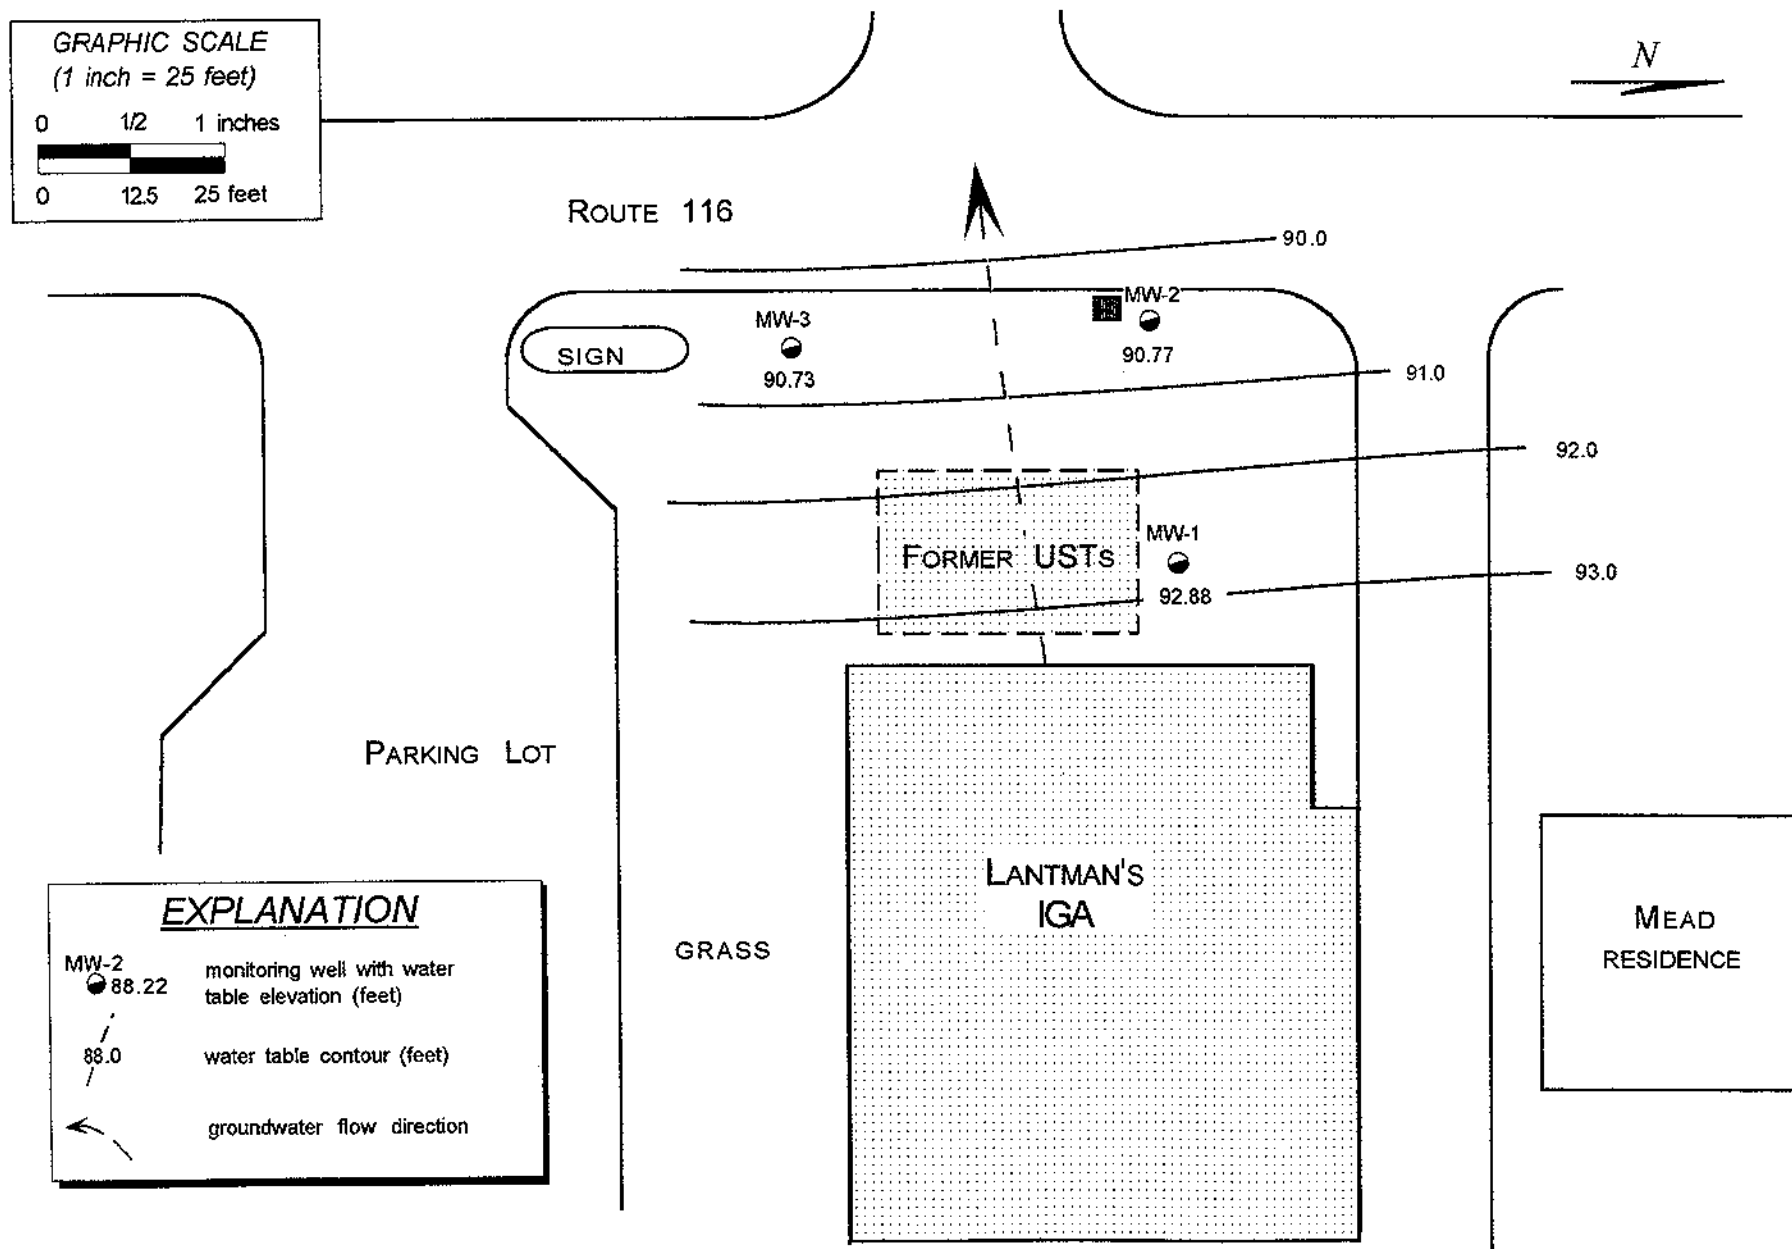 GRAPHIC SCALE
(1 inch = 25 feet)
0 1/2 1 inches
0 12.5 25 feet
N
ROUTE 116
90.0
MW-2
90.77
MW-3
90.73
SIGN
91.0
92.0
FORMER USTS
MW-1
92.88
93.0
PARKING LOT
LANTMAN'S
IGA
GRASS
MEAD
RESIDENCE
EXPLANATION
MW-2
88.22
monitoring well with water
table elevation (feet)
88.0
water table contour (feet)
groundwater flow direction